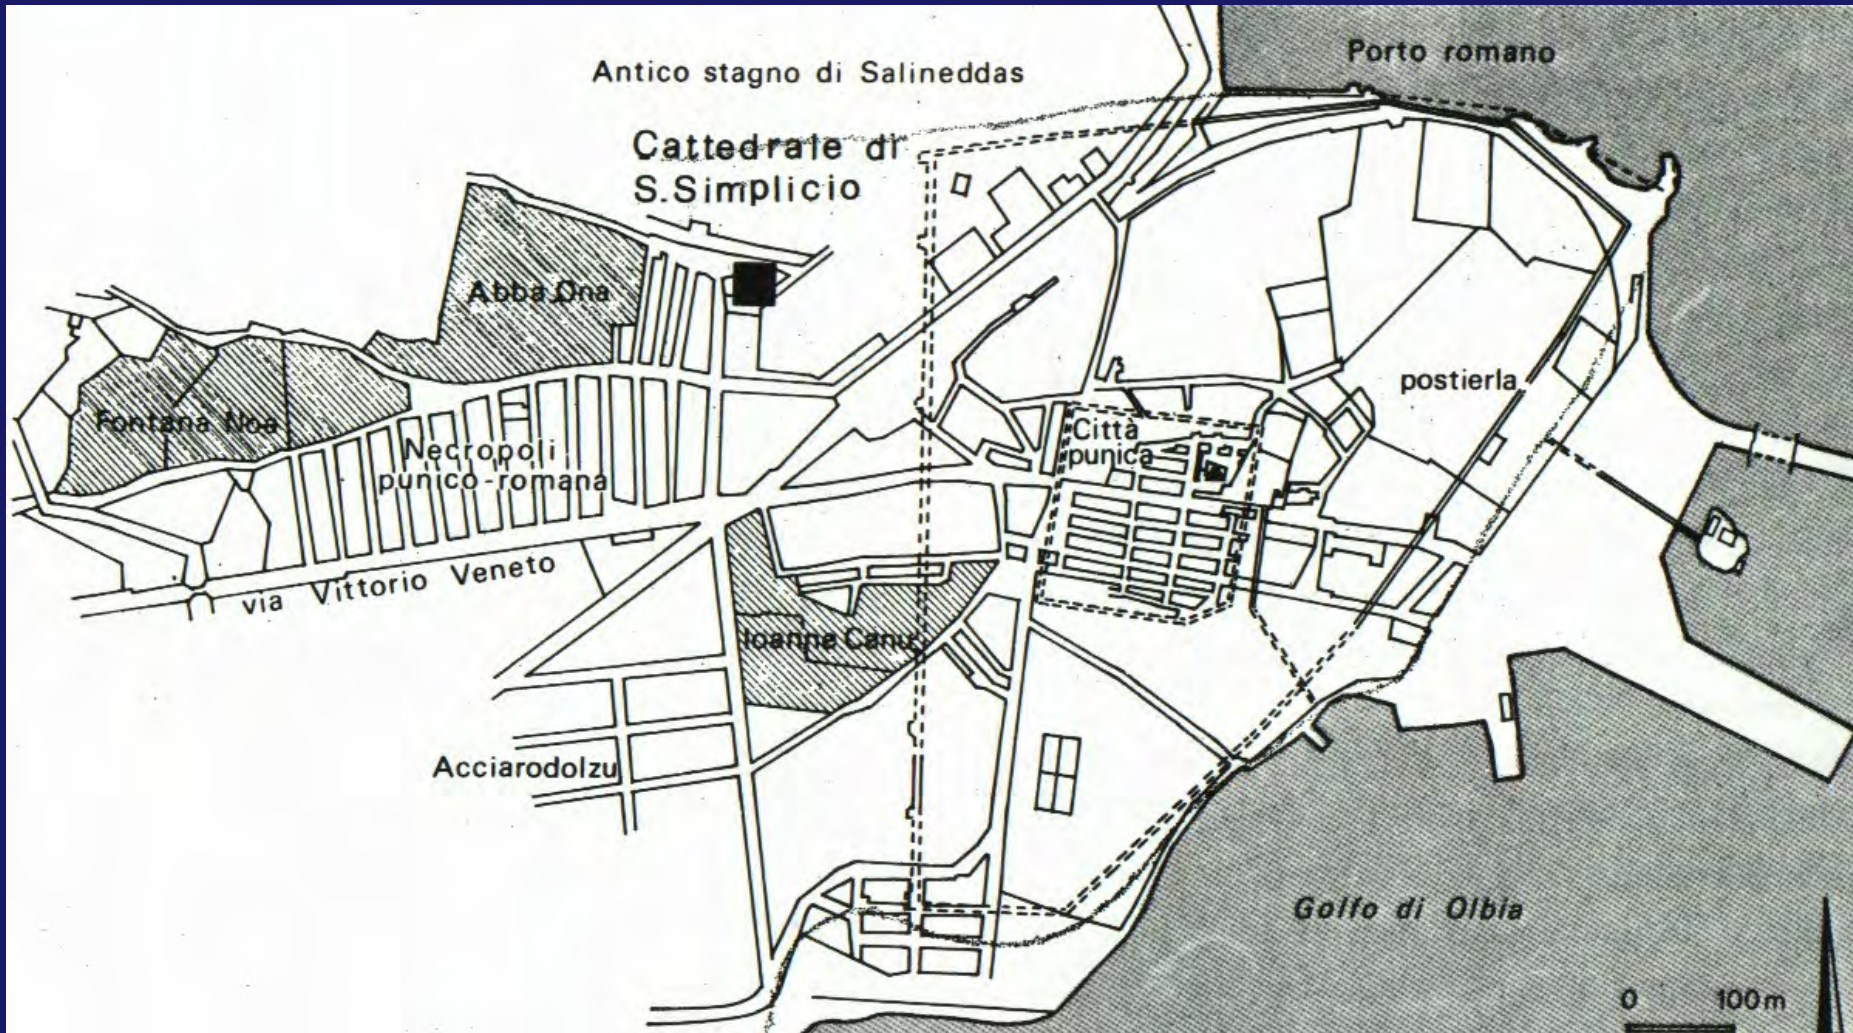 Porto romano
Antico stagno di Salineddas
Cattedrale di
S.Simplicio
Abba Ona
postierla
Fontana Noa
Città
punica
Necropoli
punico-romana
via Vittorio Veneto
Ioanne Canu
Acciarodolzu
Golfo di Olbia
0 100m